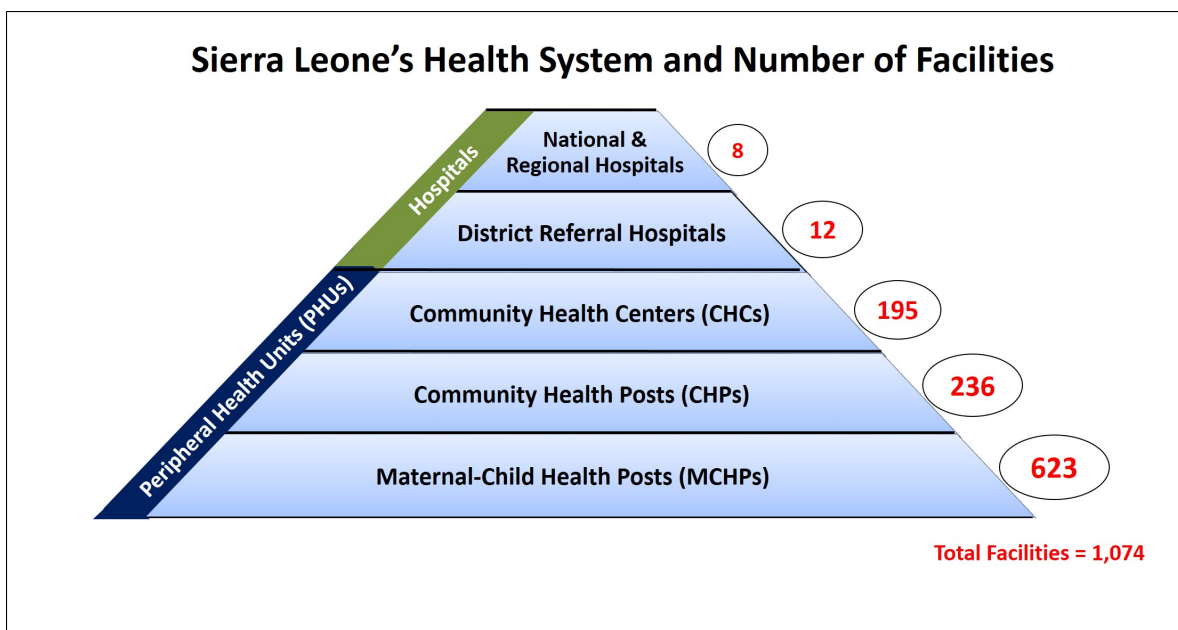 Sierra Leone’s Health System and Number of Facilities
Hospitals
National &
Regional Hospitals
8
District Referral Hospitals
12
Peripheral Health Units (PHUs)
Community Health Centers (CHCs)
195
Community Health Posts (CHPs)
236
Maternal-Child Health Posts (MCHPs)
623
Total Facilities = 1,074